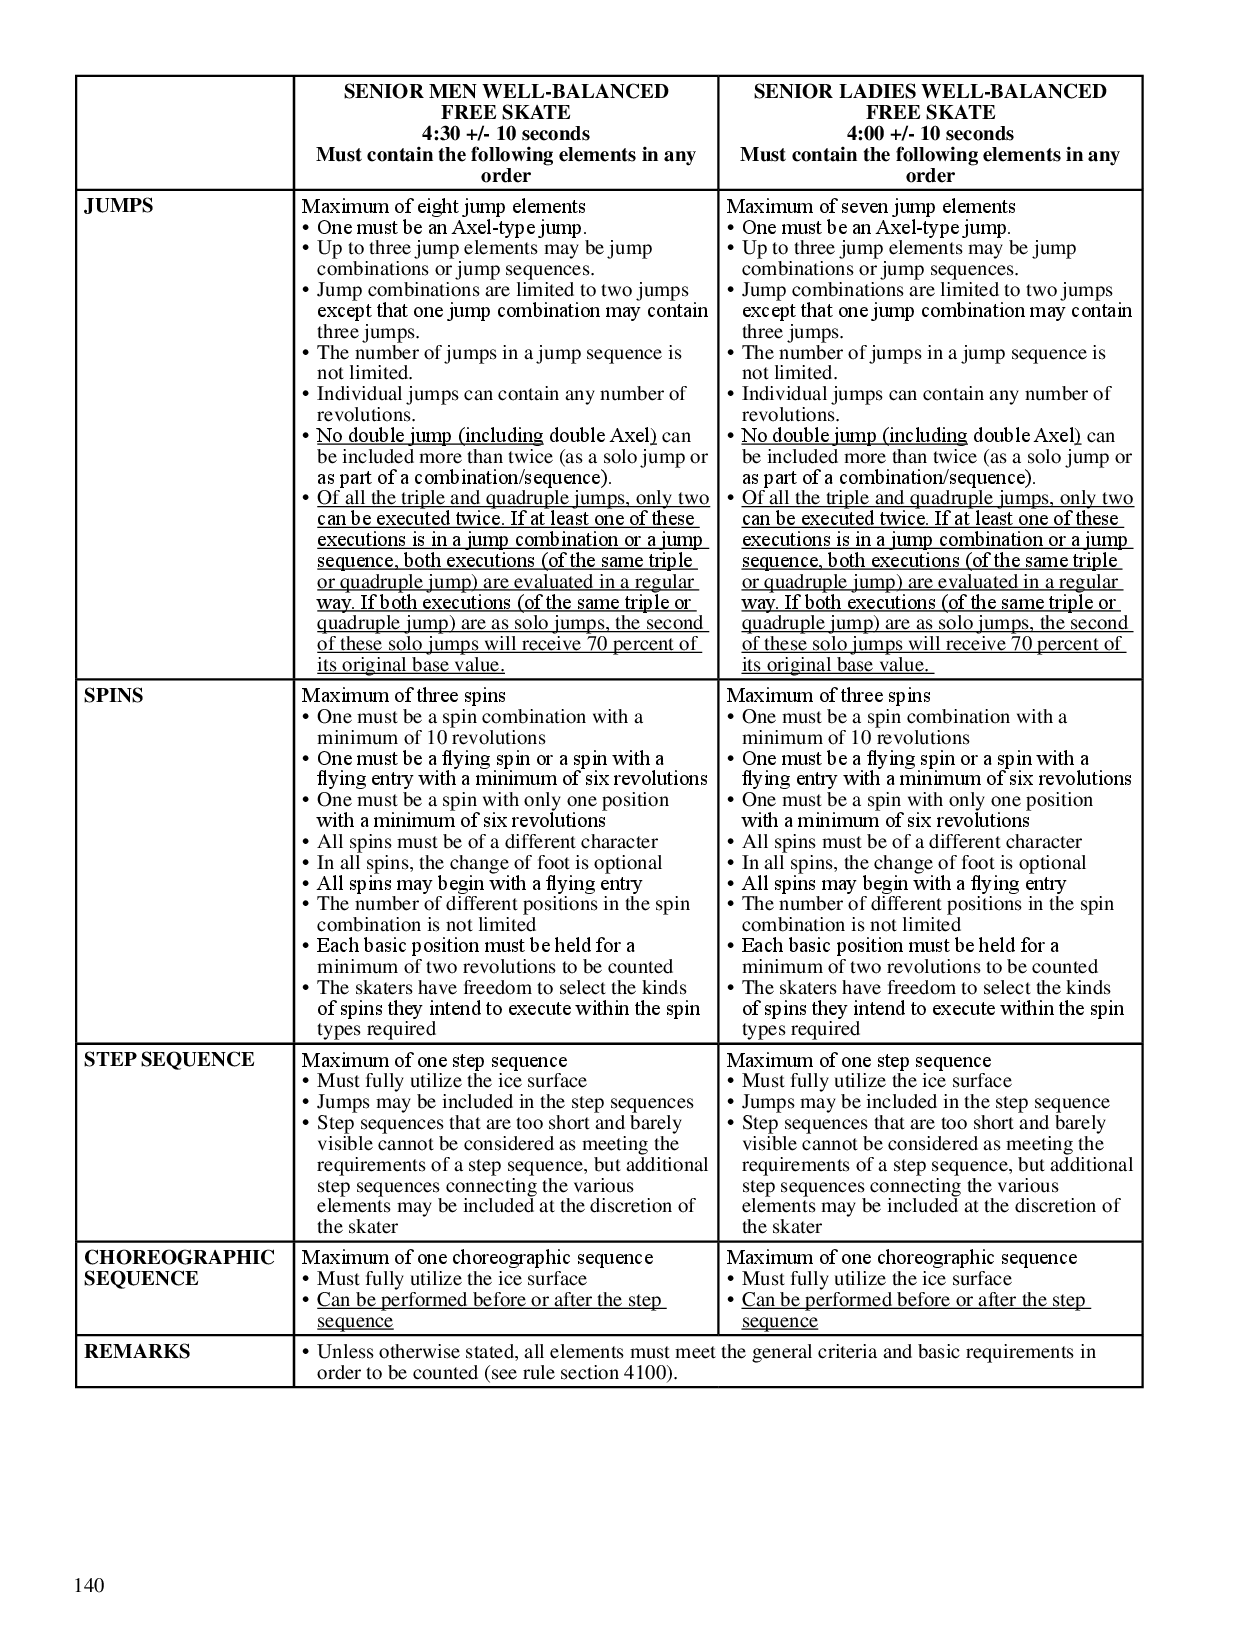 SENIOR MEN WELL-BALANCED
FREE SKATE
4:30 +/- 10 seconds
Must contain the following elements in any
order
SENIOR LADIES WELL-BALANCED
FREE SKATE
4:00 +/- 10 seconds
Must contain the following elements in any
order
JUMPS
Maximum of eight jump elements
• One must be an Axel-type jump.
• Up to three jump elements may be jump
combinations or jump sequences.
• Jump combinations are limited to two jumps
except that one jump combination may contain
three jumps.
• The number of jumps in a jump sequence is
not limited.
• Individual jumps can contain any number of
revolutions.
• No double jump (including double Axel) can
be included more than twice (as a solo jump or
as part of a combination/sequence).
• Of all the triple and quadruple jumps, only two
can be executed twice. If at least one of these
executions is in a jump combination or a jump
sequence, both executions (of the same triple
or quadruple jump) are evaluated in a regular
way. If both executions (of the same triple or
quadruple jump) are as solo jumps, the second
of these solo jumps will receive 70 percent of
its original base value.
Maximum of seven jump elements
• One must be an Axel-type jump.
• Up to three jump elements may be jump
combinations or jump sequences.
• Jump combinations are limited to two jumps
except that one jump combination may contain
three jumps.
• The number of jumps in a jump sequence is
not limited.
• Individual jumps can contain any number of
revolutions.
• No double jump (including double Axel) can
be included more than twice (as a solo jump or
as part of a combination/sequence).
• Of all the triple and quadruple jumps, only two
can be executed twice. If at least one of these
executions is in a jump combination or a jump
sequence, both executions (of the same triple
or quadruple jump) are evaluated in a regular
way. If both executions (of the same triple or
quadruple jump) are as solo jumps, the second
of these solo jumps will receive 70 percent of
its original base value.
SPINS
Maximum of three spins
• One must be a spin combination with a
minimum of 10 revolutions
• One must be a flying spin or a spin with a
flying entry with a minimum of six revolutions
• One must be a spin with only one position
with a minimum of six revolutions
• All spins must be of a different character
• In all spins, the change of foot is optional
• All spins may begin with a flying entry
• The number of different positions in the spin
combination is not limited
• Each basic position must be held for a
minimum of two revolutions to be counted
• The skaters have freedom to select the kinds
of spins they intend to execute within the spin
types required
Maximum of three spins
• One must be a spin combination with a
minimum of 10 revolutions
• One must be a flying spin or a spin with a
flying entry with a minimum of six revolutions
• One must be a spin with only one position
with a minimum of six revolutions
• All spins must be of a different character
• In all spins, the change of foot is optional
• All spins may begin with a flying entry
• The number of different positions in the spin
combination is not limited
• Each basic position must be held for a
minimum of two revolutions to be counted
• The skaters have freedom to select the kinds
of spins they intend to execute within the spin
types required
STEP SEQUENCE
Maximum of one step sequence
• Must fully utilize the ice surface
• Jumps may be included in the step sequences
• Step sequences that are too short and barely
visible cannot be considered as meeting the
requirements of a step sequence, but additional
step sequences connecting the various
elements may be included at the discretion of
the skater
Maximum of one step sequence
• Must fully utilize the ice surface
• Jumps may be included in the step sequence
• Step sequences that are too short and barely
visible cannot be considered as meeting the
requirements of a step sequence, but additional
step sequences connecting the various
elements may be included at the discretion of
the skater
CHOREOGRAPHIC
SEQUENCE
Maximum of one choreographic sequence
• Must fully utilize the ice surface
• Can be performed before or after the step
sequence
Maximum of one choreographic sequence
• Must fully utilize the ice surface
• Can be performed before or after the step
sequence
REMARKS
• Unless otherwise stated, all elements must meet the general criteria and basic requirements in
order to be counted (see rule section 4100).
140